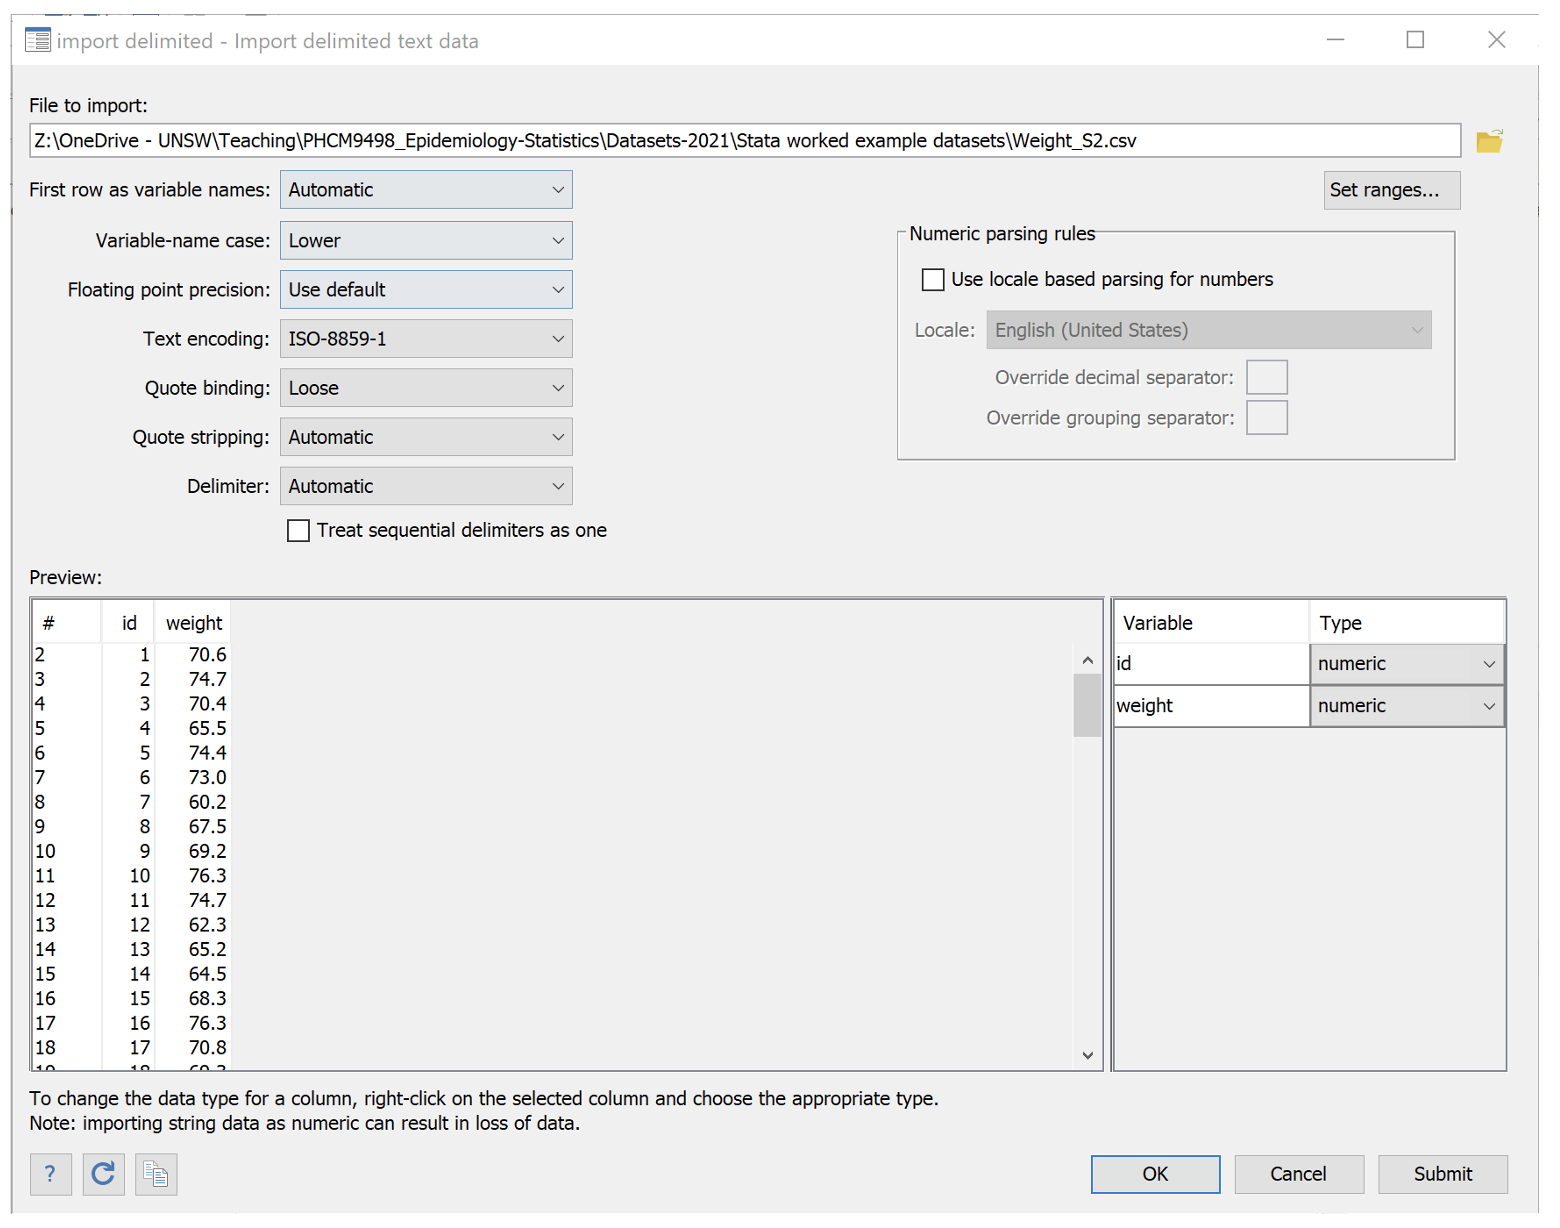 import delimited - Import delimited text data
File to import:
Z:\OneDrive - UNSW\Teaching\PHCM9498_Epidemiology-Statistics\Datasets-2021\Stata worked example datasets\Weight_S2.csv
First row as variable names: Automatic
Set ranges...
Variable-name case: Lower
Floating point precision: Use default
Text encoding: ISO-8859-1
Quote binding: Loose
Quote stripping: Automatic
Delimiter: Automatic
Treat sequential delimiters as one
Numeric parsing rules
Use locale based parsing for numbers
Locale: English (United States)
Override decimal separator:
Override grouping separator:
Preview:
# id weight
2 1 70.6
3 2 74.7
4 3 70.4
5 4 65.5
6 5 74.4
7 6 73.0
8 7 60.2
9 8 67.5
10 9 69.2
11 10 76.3
12 11 74.7
13 12 62.3
14 13 65.2
15 14 64.5
16 15 68.3
17 16 76.3
18 17 70.8
Variable Type
id numeric
weight numeric
To change the data type for a column, right-click on the selected column and choose the appropriate type.
Note: importing string data as numeric can result in loss of data.
?
OK Cancel Submit